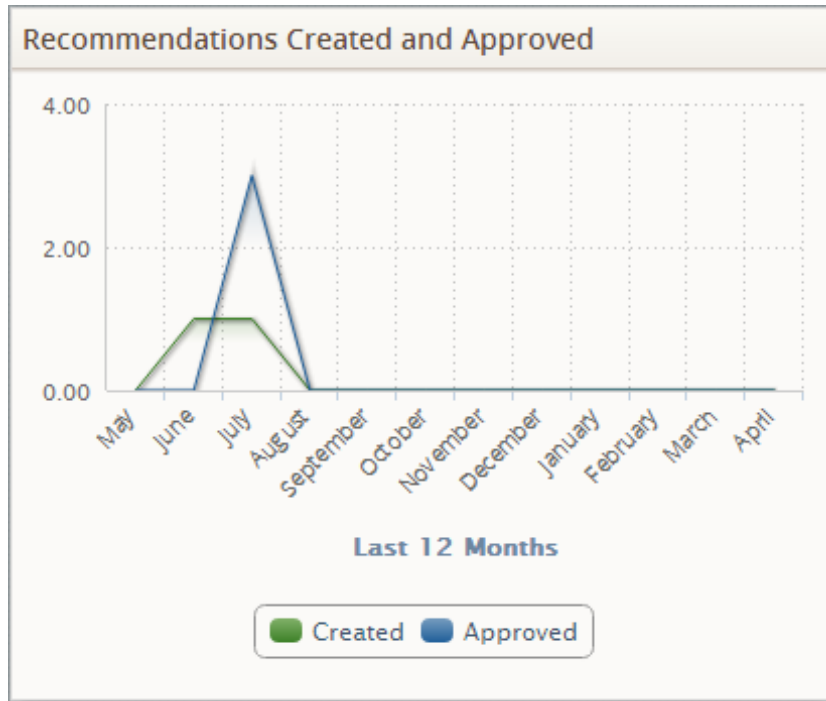 Recommendations Created and Approved
4.00
2.00
0.00
May
June
July
August
September
October
November
December
January
February
March
April
Last 12 Months
Created
Approved